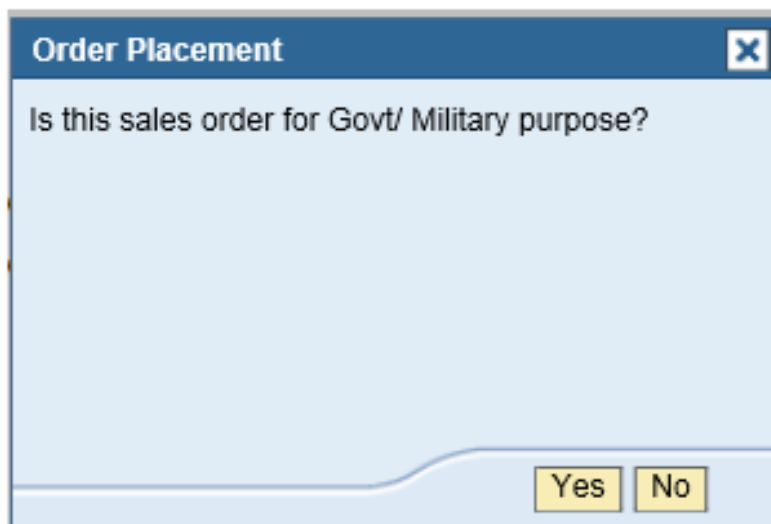 Order Placement
Is this sales order for Govt/ Military purpose?
Yes No